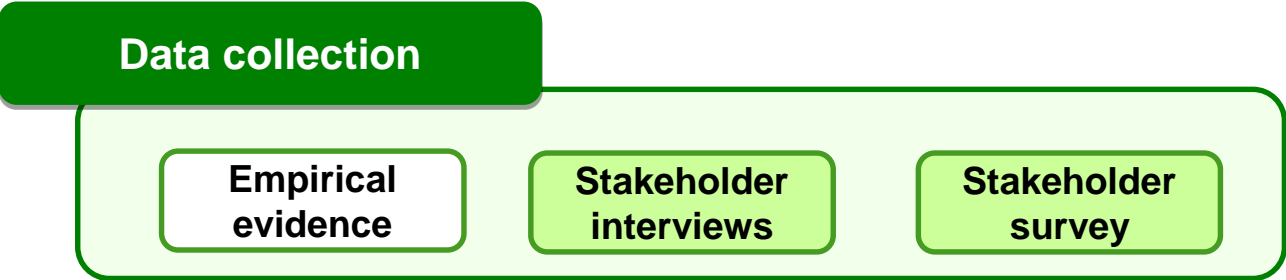 Data collection
Empirical
evidence
Stakeholder
interviews
Stakeholder
survey